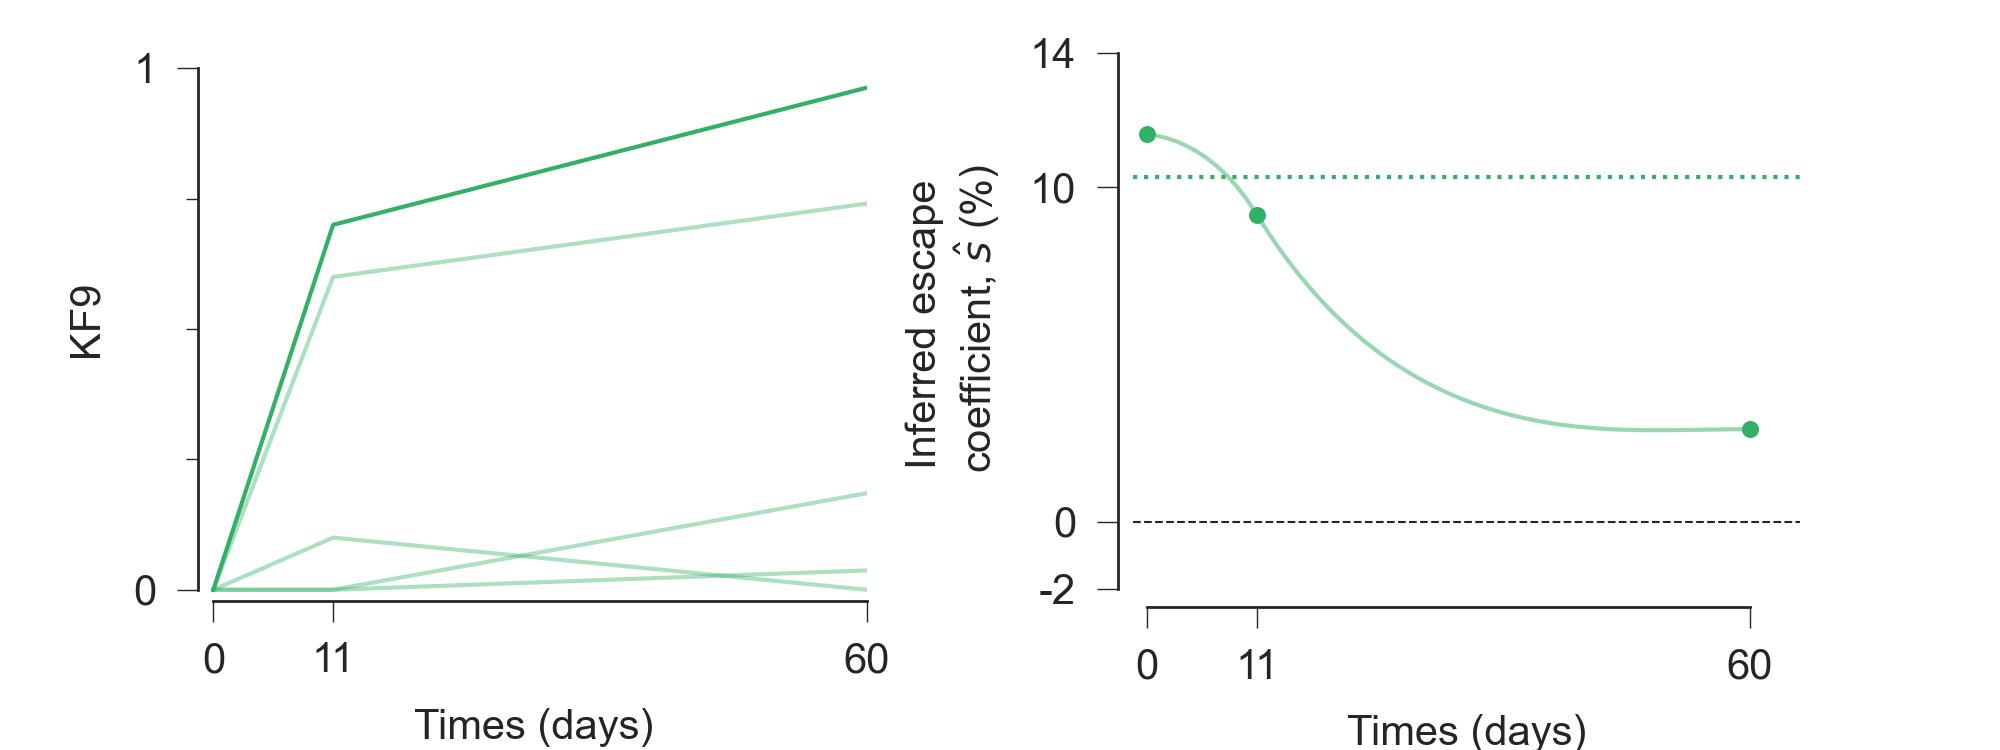 1
KF9
0
0 11 60
Times (days)
14
10
0
-2
Inferred escape
coefficient, ŝ (%)
0 11 60
Times (days)